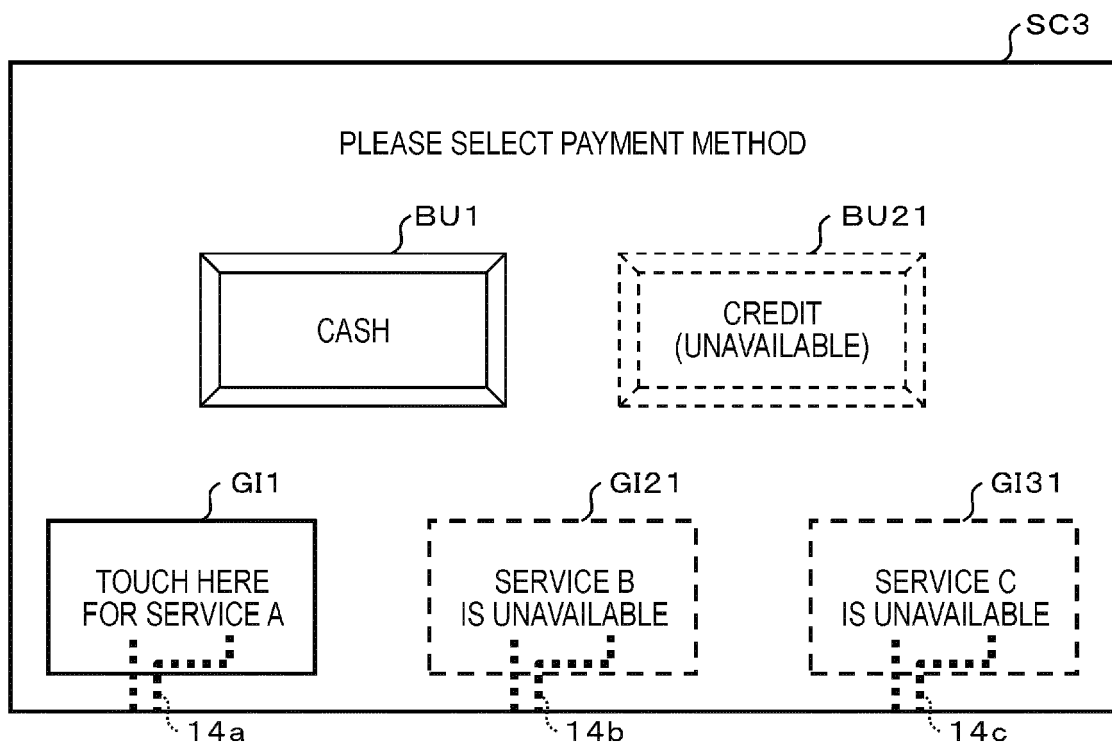 SC3
PLEASE SELECT PAYMENT METHOD
BU1
BU21
CASH
CREDIT
(UNAVAILABLE)
GI1
GI21
GI31
TOUCH HERE
FOR SERVICE A
SERVICE B
IS UNAVAILABLE
SERVICE C
IS UNAVAILABLE
14a
14b
14c